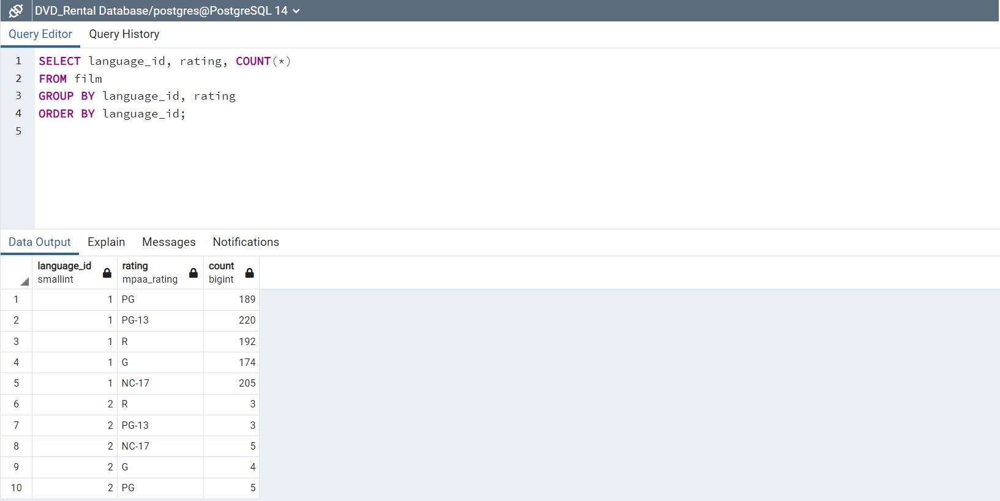 DVD_Rental Database/postgres@PostgreSQL 14
Query Editor Query History
1 SELECT language_id, rating, COUNT(*)
2 FROM film
3 GROUP BY language_id, rating
4 ORDER BY language_id;
5
Data Output Explain Messages Notifications
language_id rating count
smallint mpaa_rating bigint
1 1 PG 189
2 1 PG-13 220
3 1 R 192
4 1 G 174
5 1 NC-17 205
6 2 R 3
7 2 PG-13 3
8 2 NC-17 5
9 2 G 4
10 2 PG 5